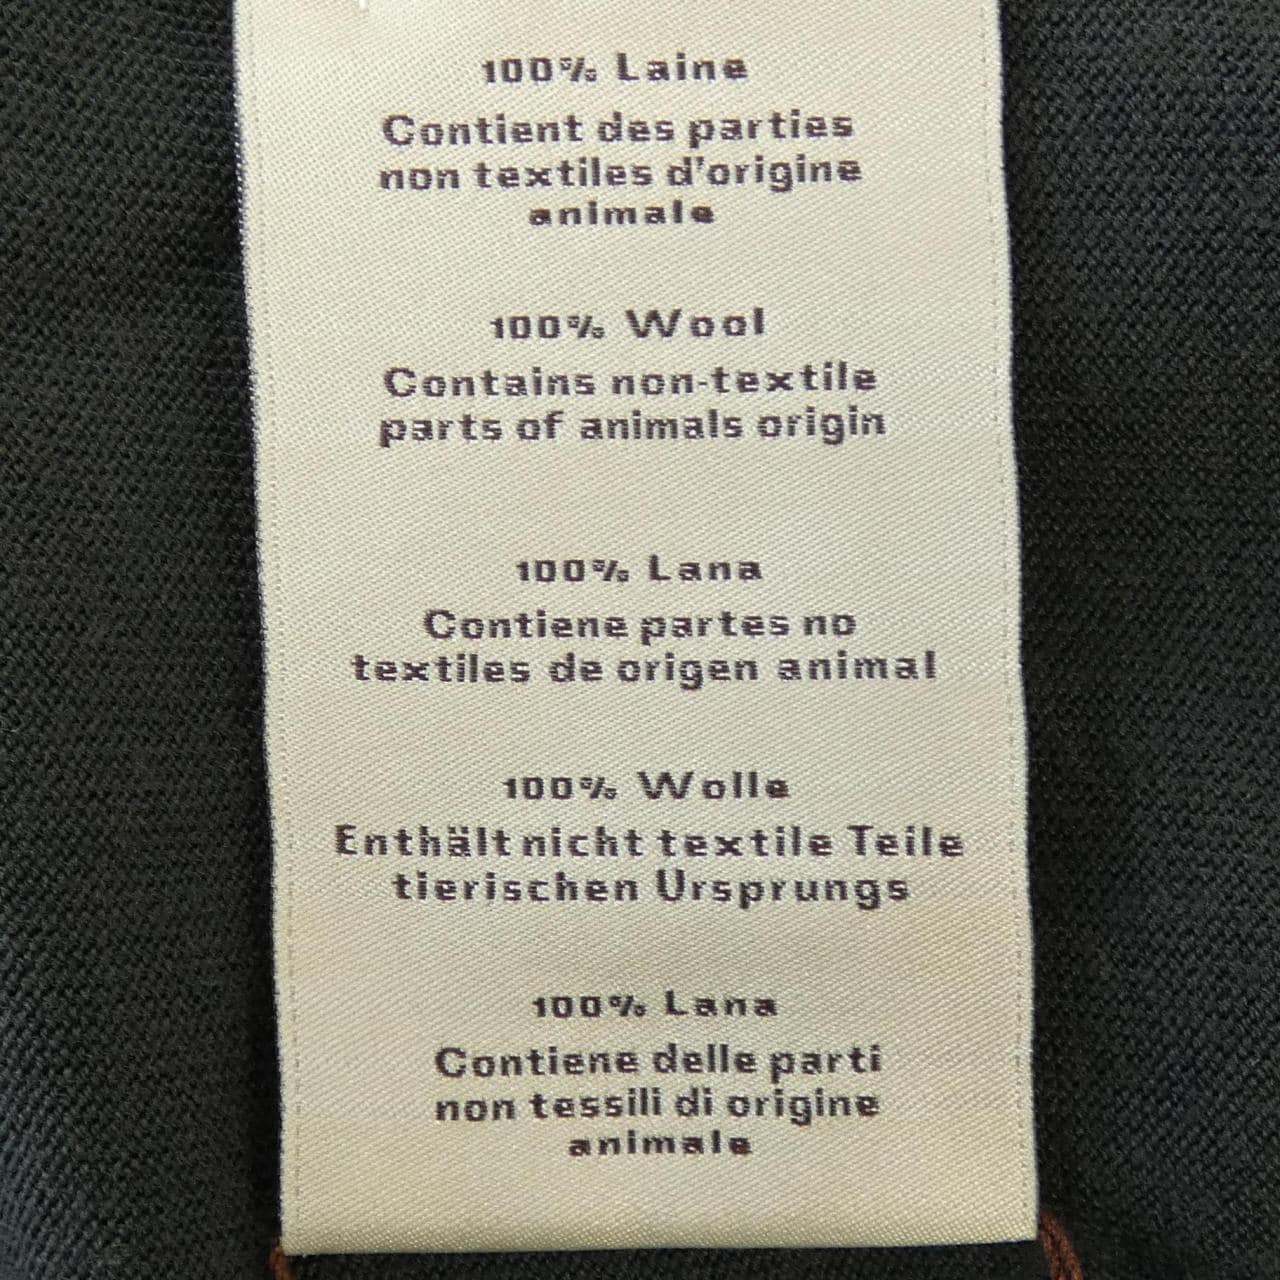 100% Laine
Contient des parties
non textiles d'origine
animale
100% Wool
Contains non-textile
parts of animals origin
100% Lana
Contiene partes no
textiles de origen animal
100% Wolle
Enthält nicht textile Teile
tierischen Ursprungs
100% Lana
Contiene delle parti
non tessili di origine
animale